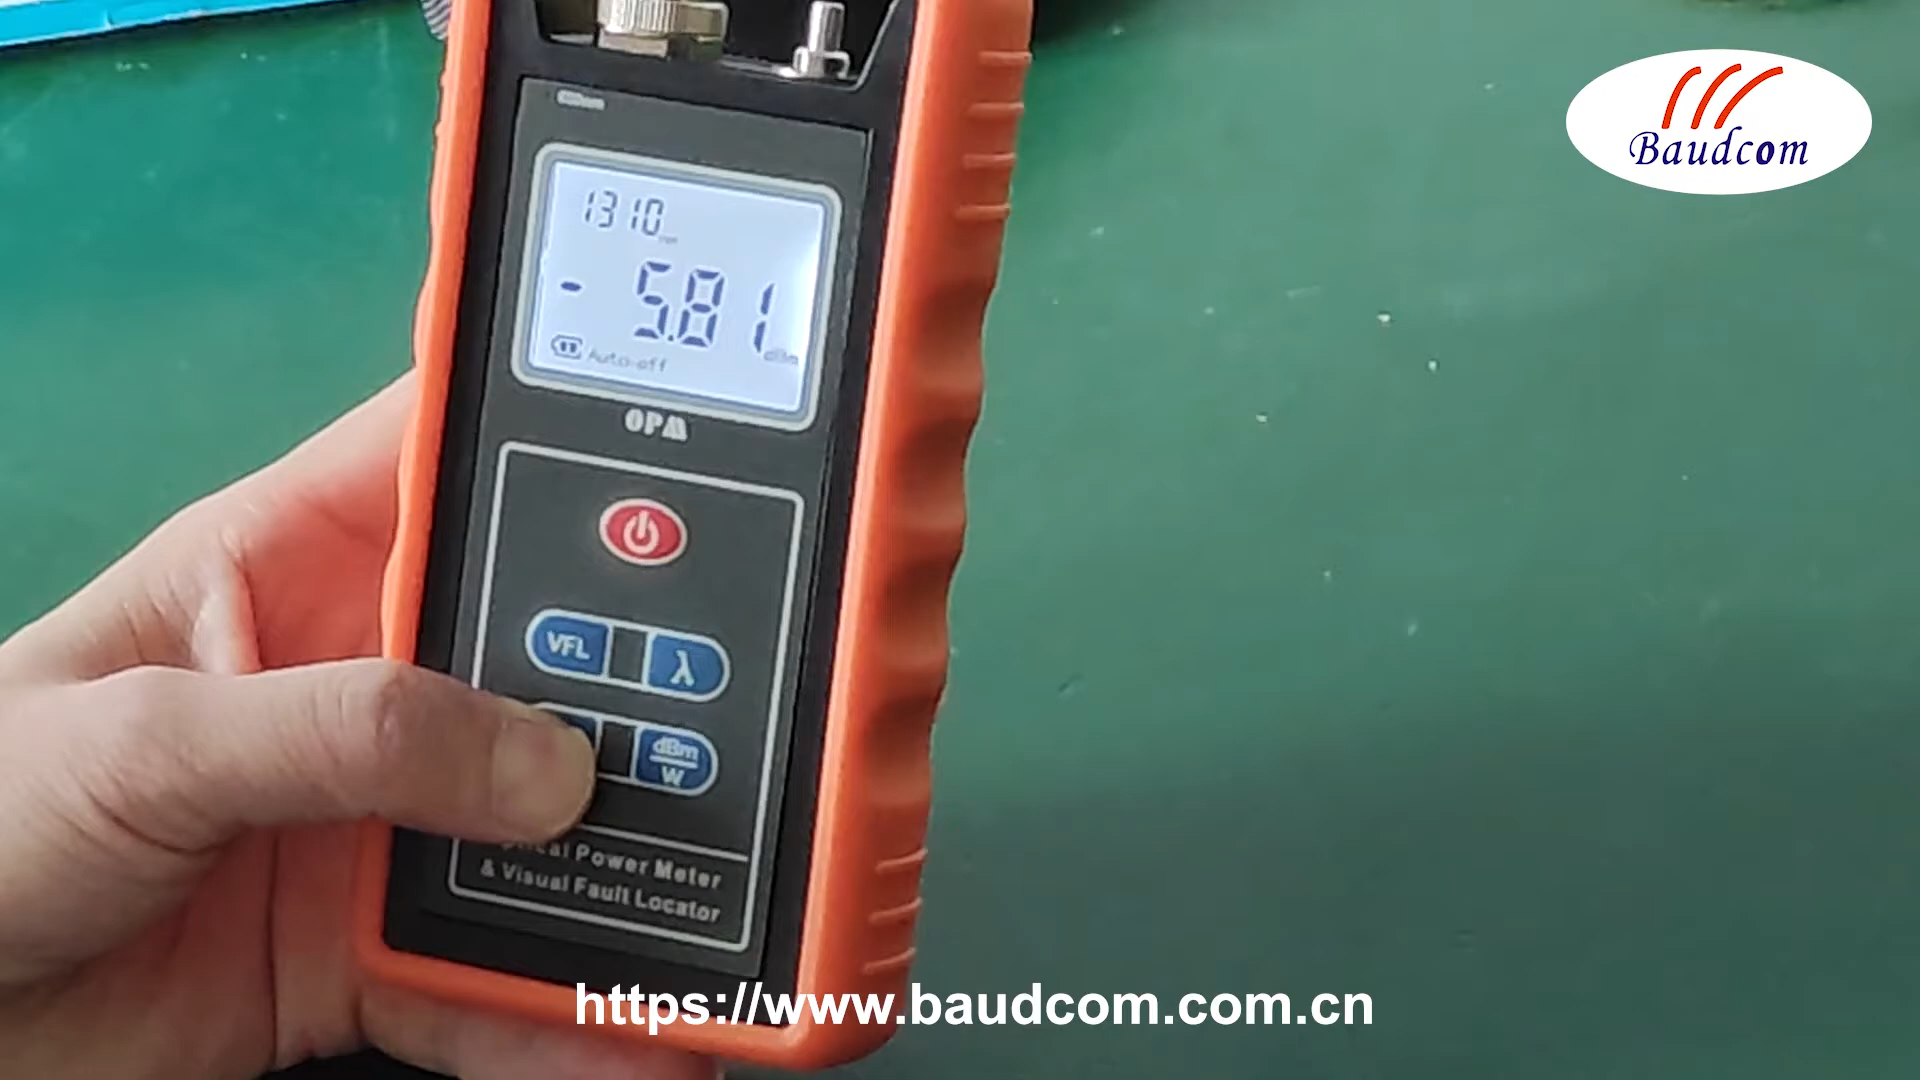 Baudcom
1310
- 5.81
dBm
Auto-off
OPM
VFL λ
dBm
W
Power Meter
& Visual Fault Locator
https://www.baudcom.com.cn